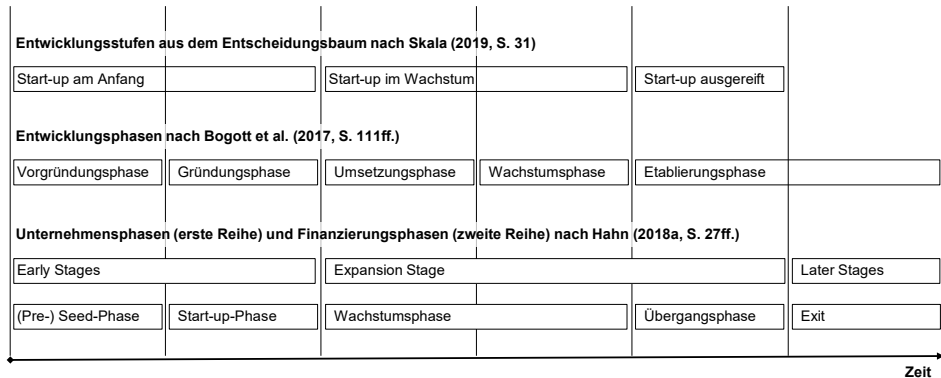 Entwicklungsstufen aus dem Entscheidungsbaum nach Skala (2019, S. 31)
Start-up am Anfang Start-up im Wachstum Start-up ausgereift
Entwicklungsphasen nach Bogott et al. (2017, S. 111ff.)
Vorgründungsphase Gründungsphase Umsetzungsphase Wachstumsphase Etablierungsphase
Unternehmensphasen (erste Reihe) und Finanzierungsphasen (zweite Reihe) nach Hahn (2018a, S. 27ff.)
Early Stages Expansion Stage Later Stages
(Pre-) Seed-Phase Start-up-Phase Wachstumsphase Übergangsphase Exit
Zeit